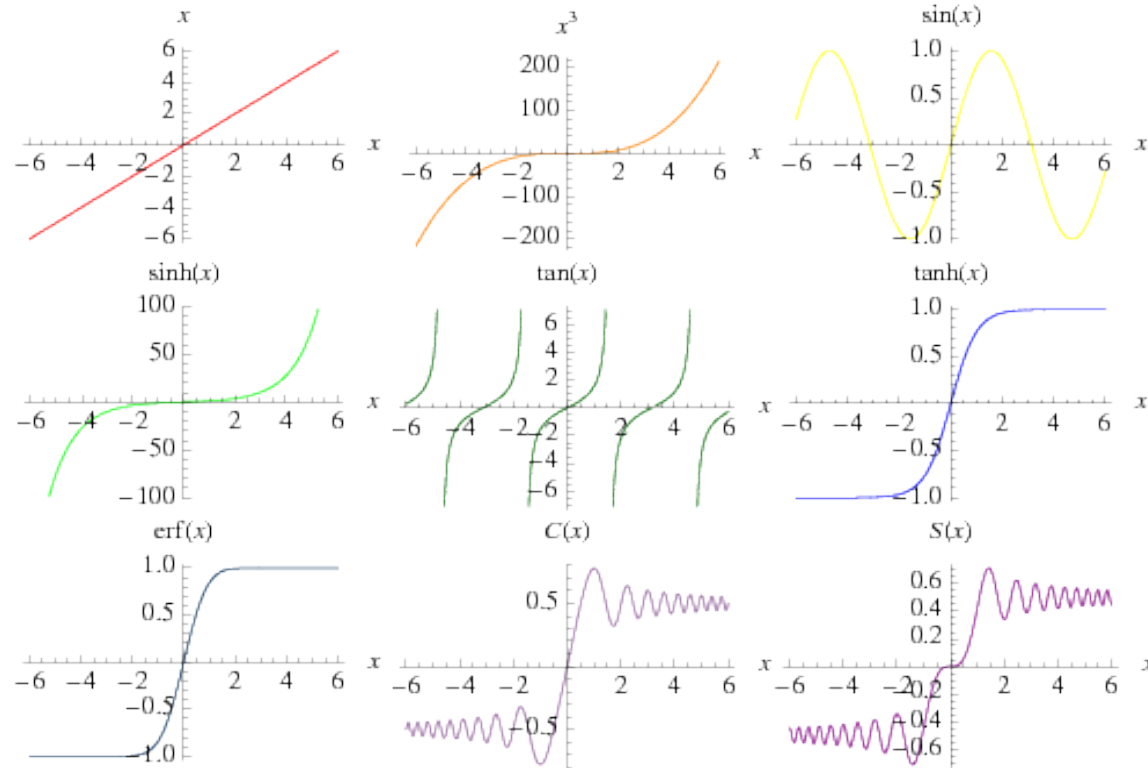 x
6
4
2
−6 −4 −2 2 4 6 x
−2
−4
−6
x³
200
100
−6 −4 −2 2 4 6 x
−100
−200
sin(x)
1.0
0.5
−6 −4 −2 2 4 6 x
−0.5
−1.0
sinh(x)
100
50
−6 −4 −2 2 4 6 x
−50
−100
tan(x)
6
4
2
−6 −4 −2 2 4 6 x
−2
−4
−6
tanh(x)
1.0
0.5
−6 −4 −2 2 4 6 x
−0.5
−1.0
erf(x)
1.0
0.5
−6 −4 −2 2 4 6 x
−0.5
−1.0
C(x)
0.5
−6 −4 −2 2 4 6 x
−0.5
S(x)
0.6
0.4
0.2
−6 −4 −2 2 4 6 x
−0.2
−0.4
−0.6